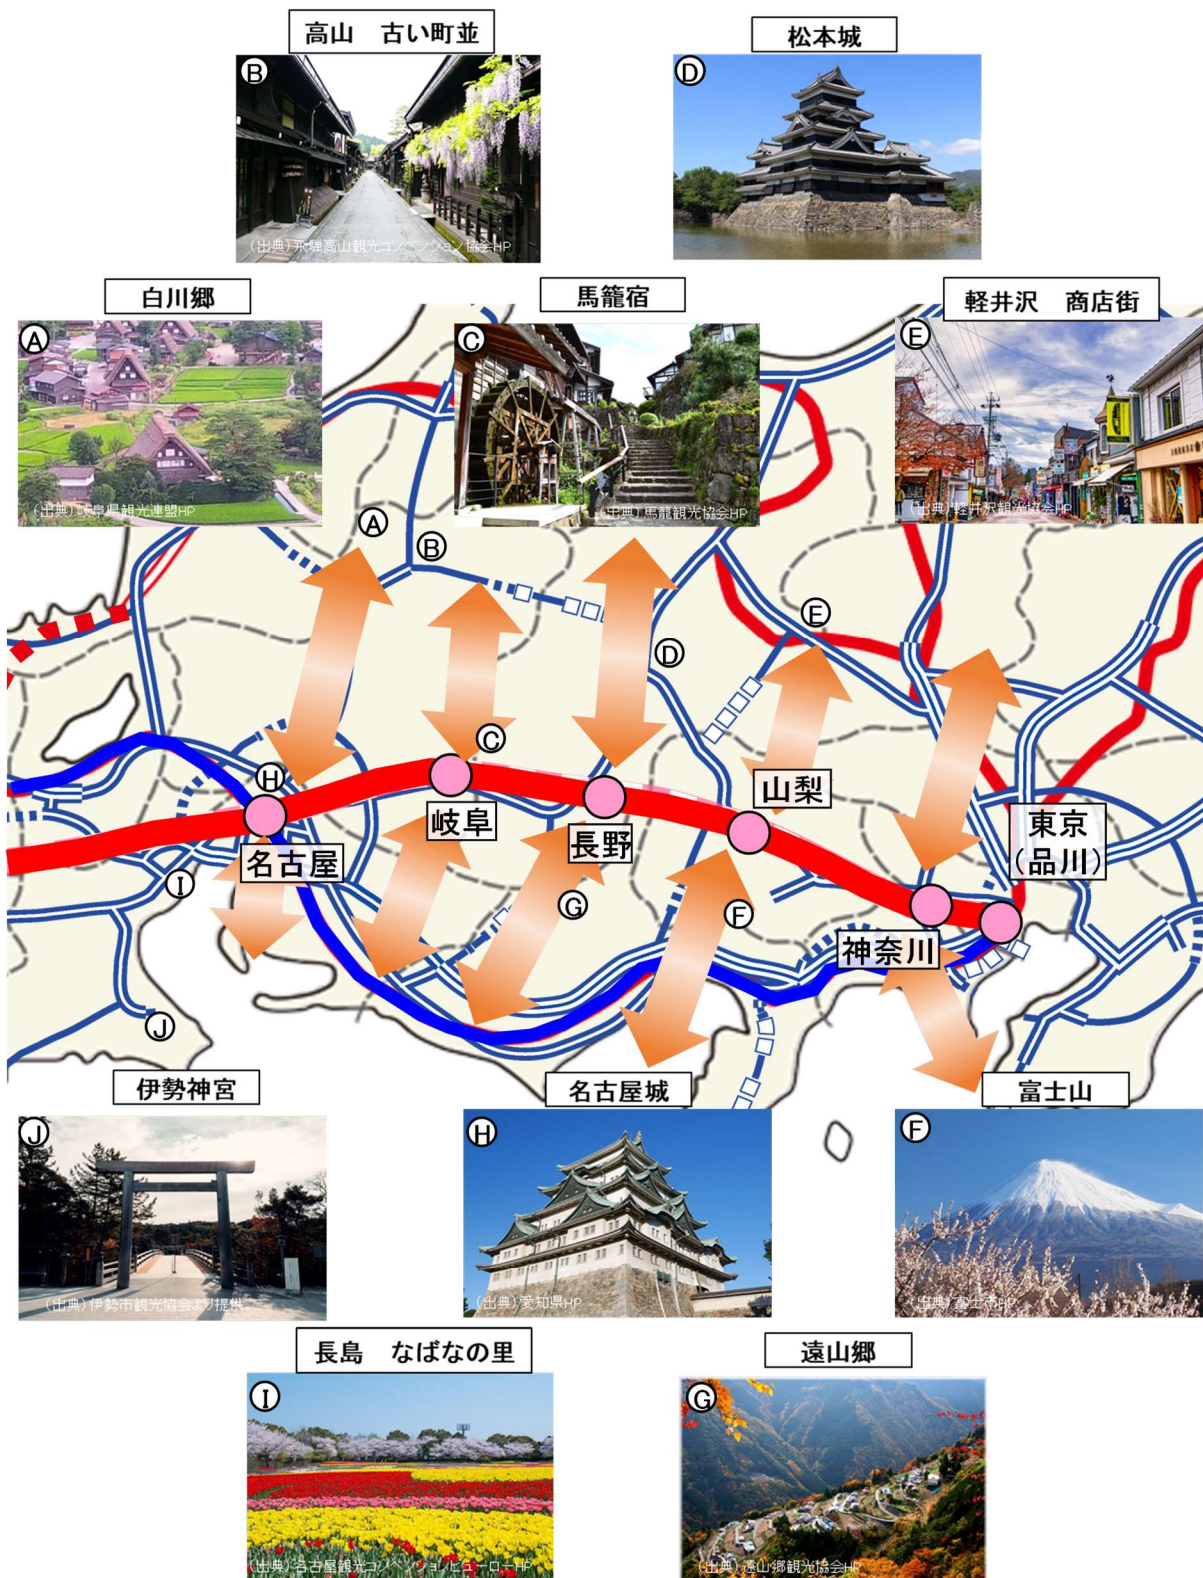 高山　古い町並
松本城
B
D
(出典)飛騨高山観光コンベンション協会HP
白川郷
馬籠宿
軽井沢　商店街
A
C
E
(出典)岐阜県観光連盟HP
(出典)馬籠観光協会HP
(出典)軽井沢観光協会HP
A
B
E
D
C
H
山梨
岐阜
長野
東京
(品川)
名古屋
I
G
F
神奈川
J
伊勢神宮
名古屋城
富士山
J
H
F
(出典)伊勢市観光協会より提供
(出典)愛知県HP
(出典)富士市HP
長島　なばなの里
遠山郷
I
G
(出典)名古屋観光コンベンションビューローHP
(出典)遠山郷観光協会HP